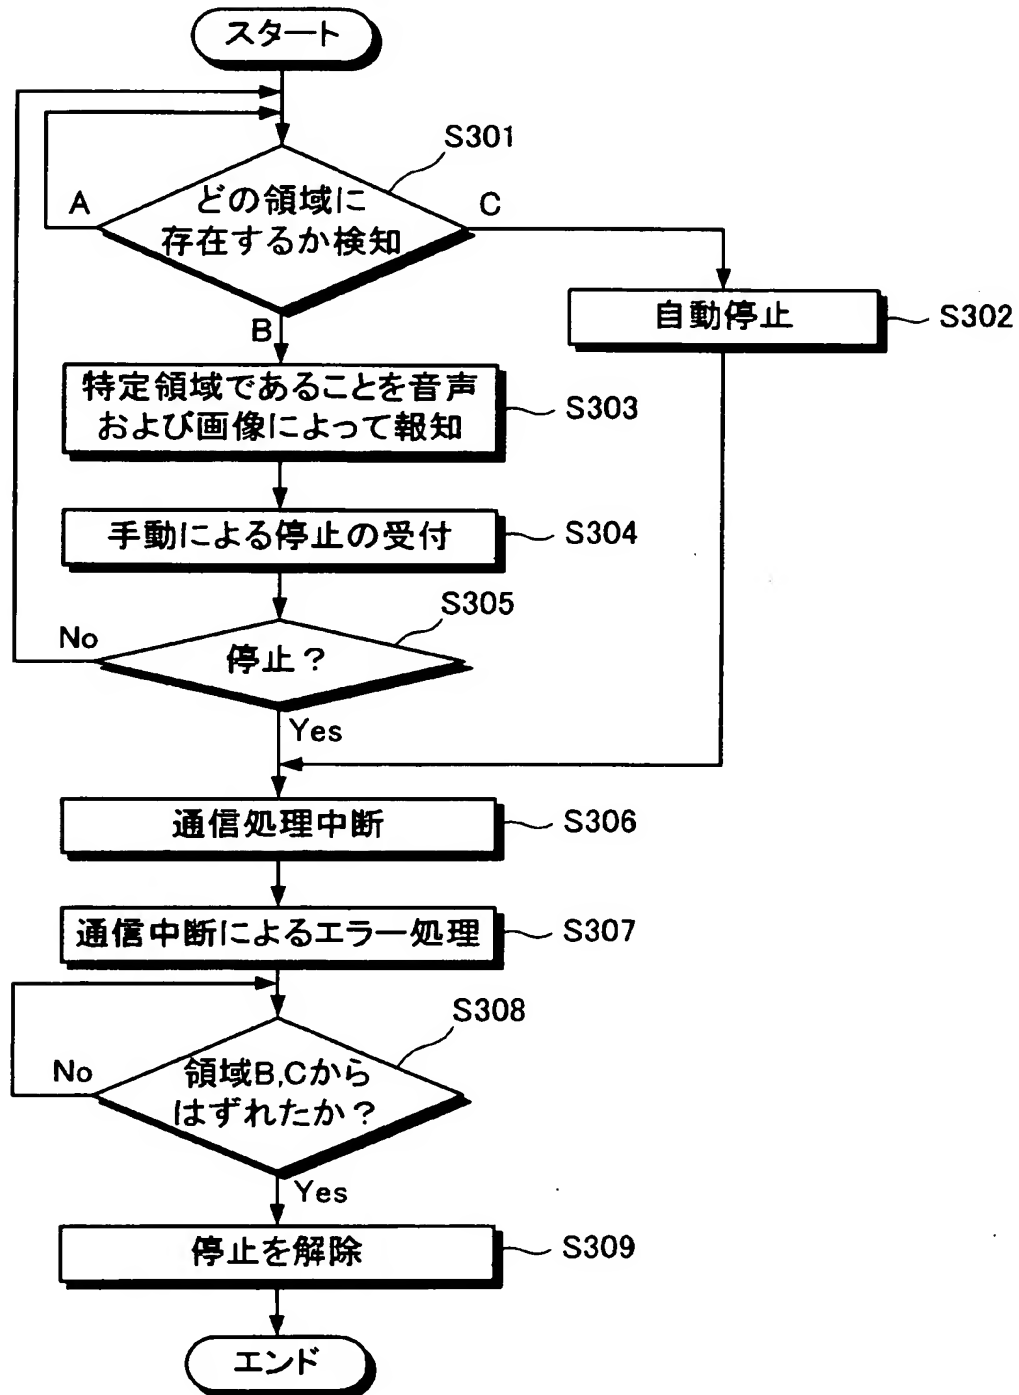 スタート
S301
どの領域に
存在するか検知
A
C
B
自動停止
S302
特定領域であることを音声
および画像によって報知
S303
手動による停止の受付
S304
S305
停止？
No
Yes
通信処理中断
S306
通信中断によるエラー処理
S307
S308
領域B,Cから
はずれたか？
No
Yes
停止を解除
S309
エンド